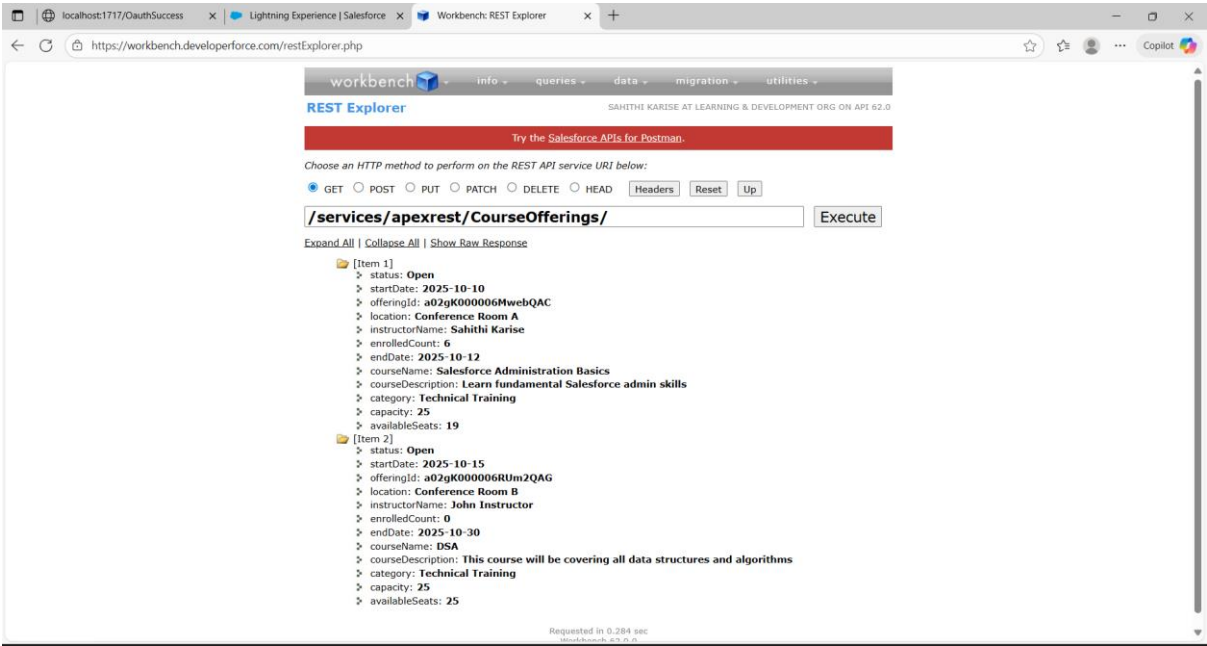 localhost:1717/OauthSuccess
Lightning Experience | Salesforce
Workbench: REST Explorer
https://workbench.developerforce.com/restExplorer.php
Copilot
workbench info queries data migration utilities
REST Explorer
SAHITHI KARISE AT LEARNING & DEVELOPMENT ORG ON API 62.0
Try the Salesforce APIs for Postman.
Choose an HTTP method to perform on the REST API service URI below:
GET POST PUT PATCH DELETE HEAD Headers Reset Up
/services/apexrest/CourseOfferings/ Execute
Expand All | Collapse All | Show Raw Response
[Item 1]
status: Open
startDate: 2025-10-10
offeringId: a02gK000006MwebQAC
location: Conference Room A
instructorName: Sahithi Karise
enrolledCount: 6
endDate: 2025-10-12
courseName: Salesforce Administration Basics
courseDescription: Learn fundamental Salesforce admin skills
category: Technical Training
capacity: 25
availableSeats: 19
[Item 2]
status: Open
startDate: 2025-10-15
offeringId: a02gK000006RUm2QAG
location: Conference Room B
instructorName: John Instructor
enrolledCount: 0
endDate: 2025-10-30
courseName: DSA
courseDescription: This course will be covering all data structures and algorithms
category: Technical Training
capacity: 25
availableSeats: 25
Requested in 0.284 sec
Workbench 62.0.0